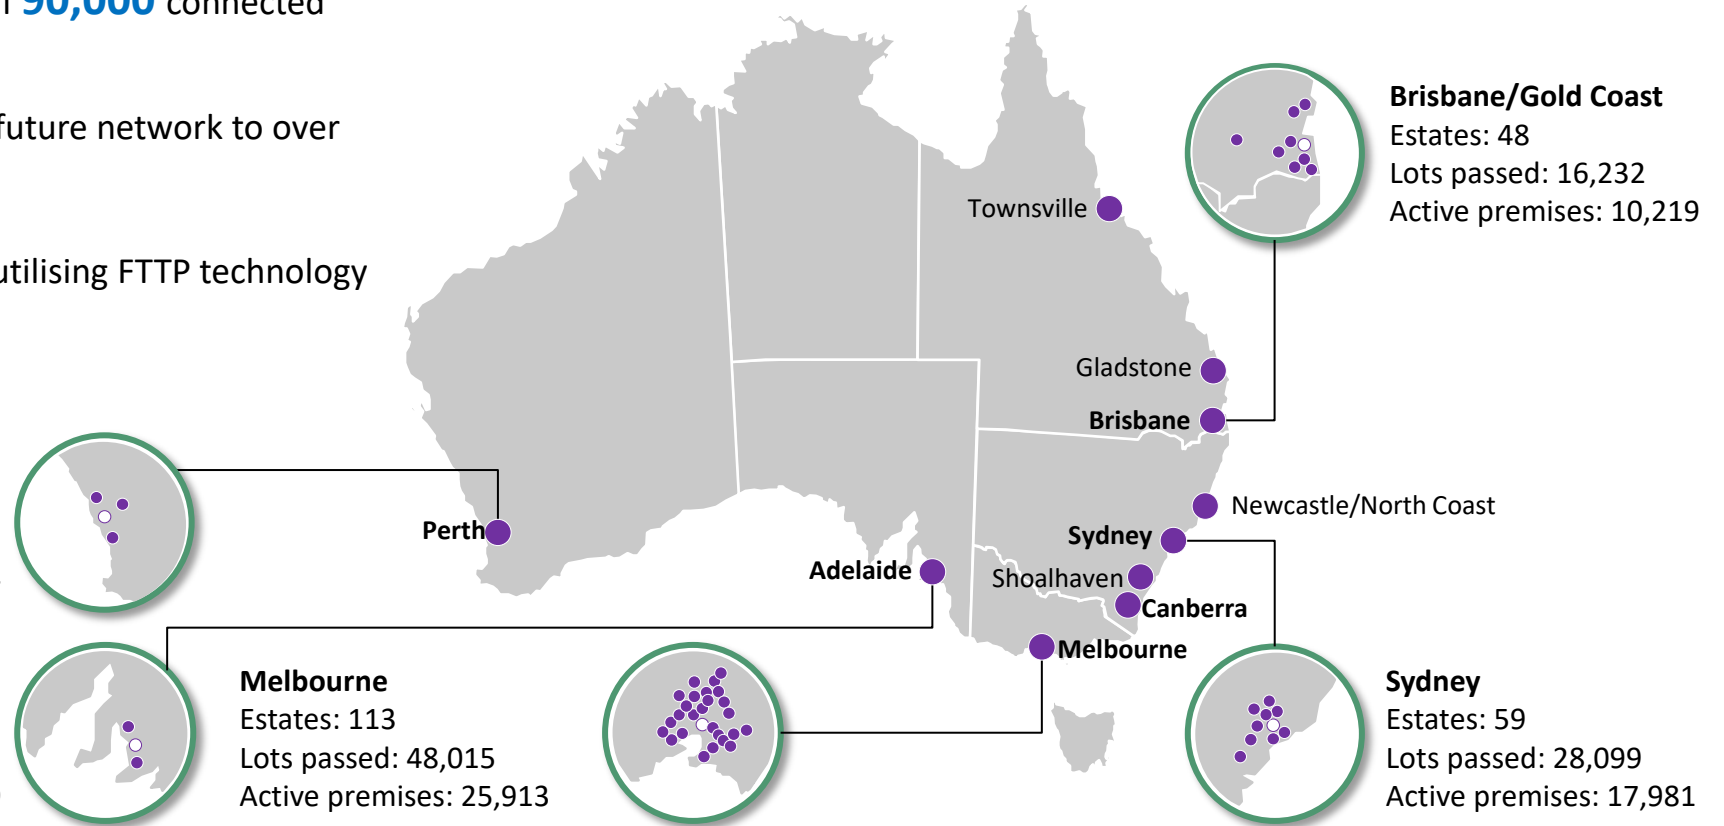 90,000 connected
future network to over
utilising FTTP technology
Brisbane/Gold Coast
Estates: 48
Lots passed: 16,232
Active premises: 10,219
Townsville
Gladstone
Brisbane
Newcastle/North Coast
Perth
Sydney
Adelaide
Shoalhaven
Canberra
Melbourne
Melbourne
Estates: 113
Lots passed: 48,015
Active premises: 25,913
Sydney
Estates: 59
Lots passed: 28,099
Active premises: 17,981